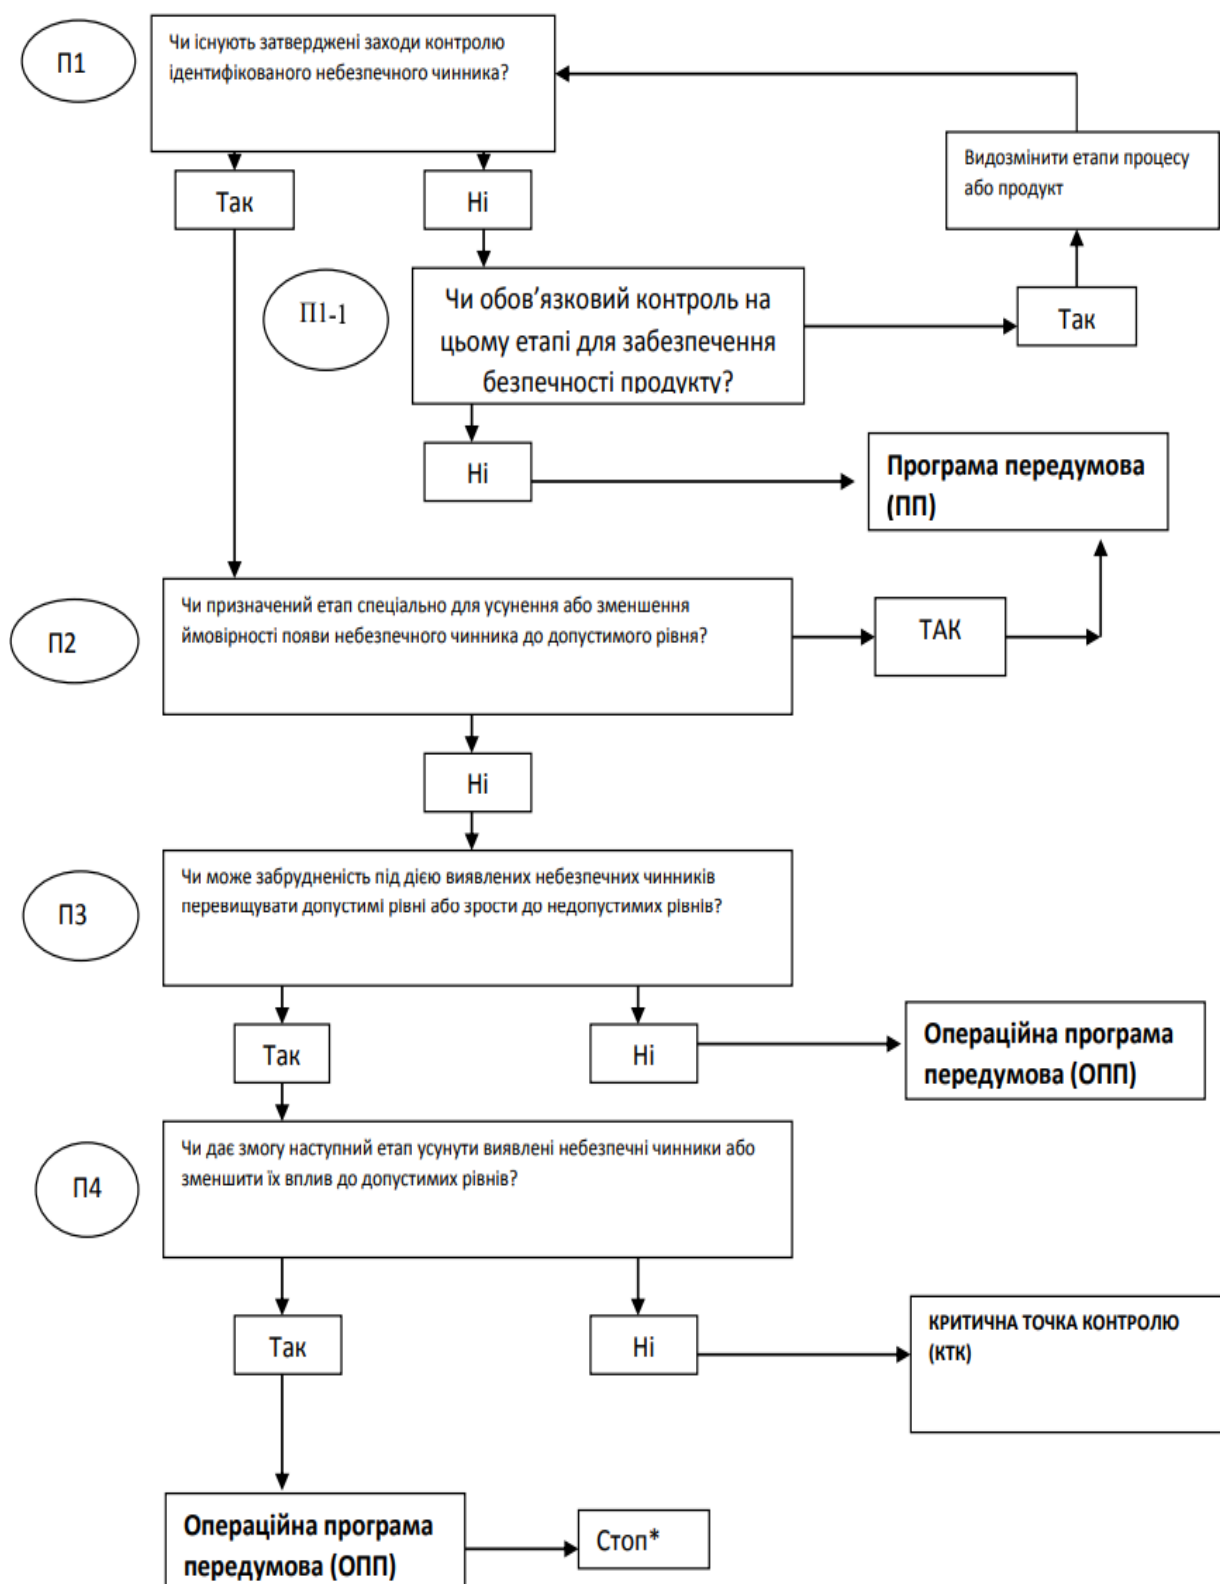 П1
Чи існують затверджені заходи контролю
ідентифікованого небезпечного чинника?
Видозмінити етапи процесу
або продукт
Так
Ні
П1-1
Чи обов’язковий контроль на
цьому етапі для забезпечення
безпечності продукту?
Так
Ні
Програма передумова
(ПП)
П2
Чи призначений етап спеціально для усунення або зменшення
ймовірності появи небезпечного чинника до допустимого рівня?
ТАК
Ні
П3
Чи може забрудненість під дією виявлених небезпечних чинників
перевищувати допустимі рівні або зрости до недопустимих рівнів?
Так
Ні
Операційна програма
передумова (ОПП)
П4
Чи дає змогу наступний етап усунути виявлені небезпечні чинники або
зменшити їх вплив до допустимих рівнів?
Так
Ні
КРИТИЧНА ТОЧКА КОНТРОЛЮ
(КТК)
Операційна програма
передумова (ОПП)
Стоп*